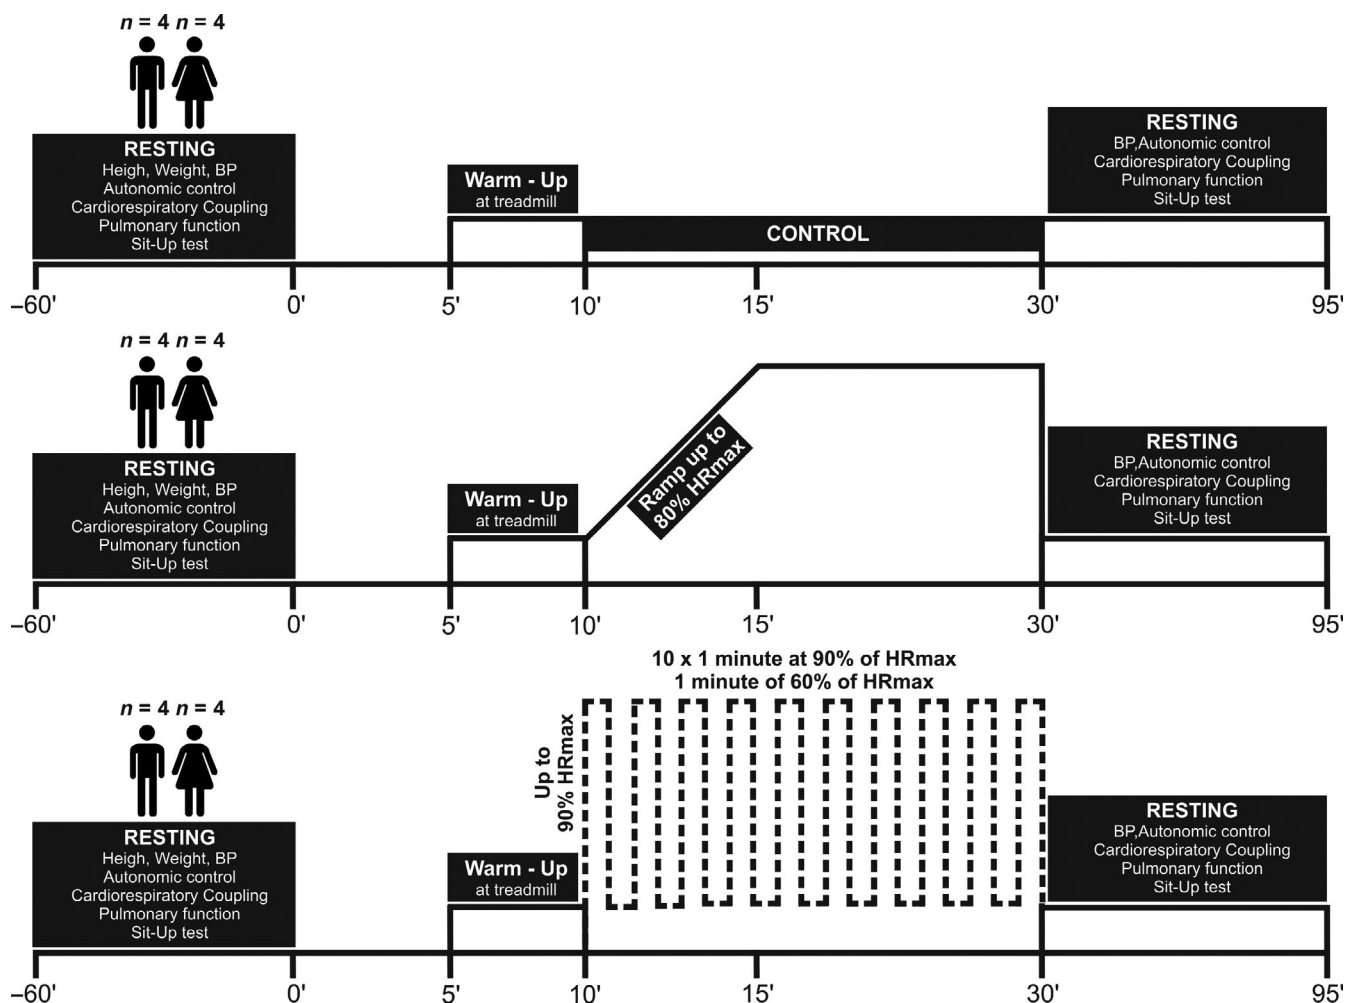 n = 4 n = 4
RESTING
Heigh, Weight, BP
Autonomic control
Cardiorespiratory Coupling
Pulmonary function
Sit-Up test
Warm - Up
at treadmill
CONTROL
RESTING
BP,Autonomic control
Cardiorespiratory Coupling
Pulmonary function
Sit-Up test
–60' 0' 5' 10' 15' 30' 95'
n = 4 n = 4
RESTING
Heigh, Weight, BP
Autonomic control
Cardiorespiratory Coupling
Pulmonary function
Sit-Up test
Warm - Up
at treadmill
Ramp up to
80% HRmax
RESTING
BP,Autonomic control
Cardiorespiratory Coupling
Pulmonary function
Sit-Up test
–60' 0' 5' 10' 15' 30' 95'
10 x 1 minute at 90% of HRmax
1 minute of 60% of HRmax
n = 4 n = 4
RESTING
Heigh, Weight, BP
Autonomic control
Cardiorespiratory Coupling
Pulmonary function
Sit-Up test
Warm - Up
at treadmill
Up to
90% HRmax
RESTING
BP,Autonomic control
Cardiorespiratory Coupling
Pulmonary function
Sit-Up test
–60' 0' 5' 10' 15' 30' 95'